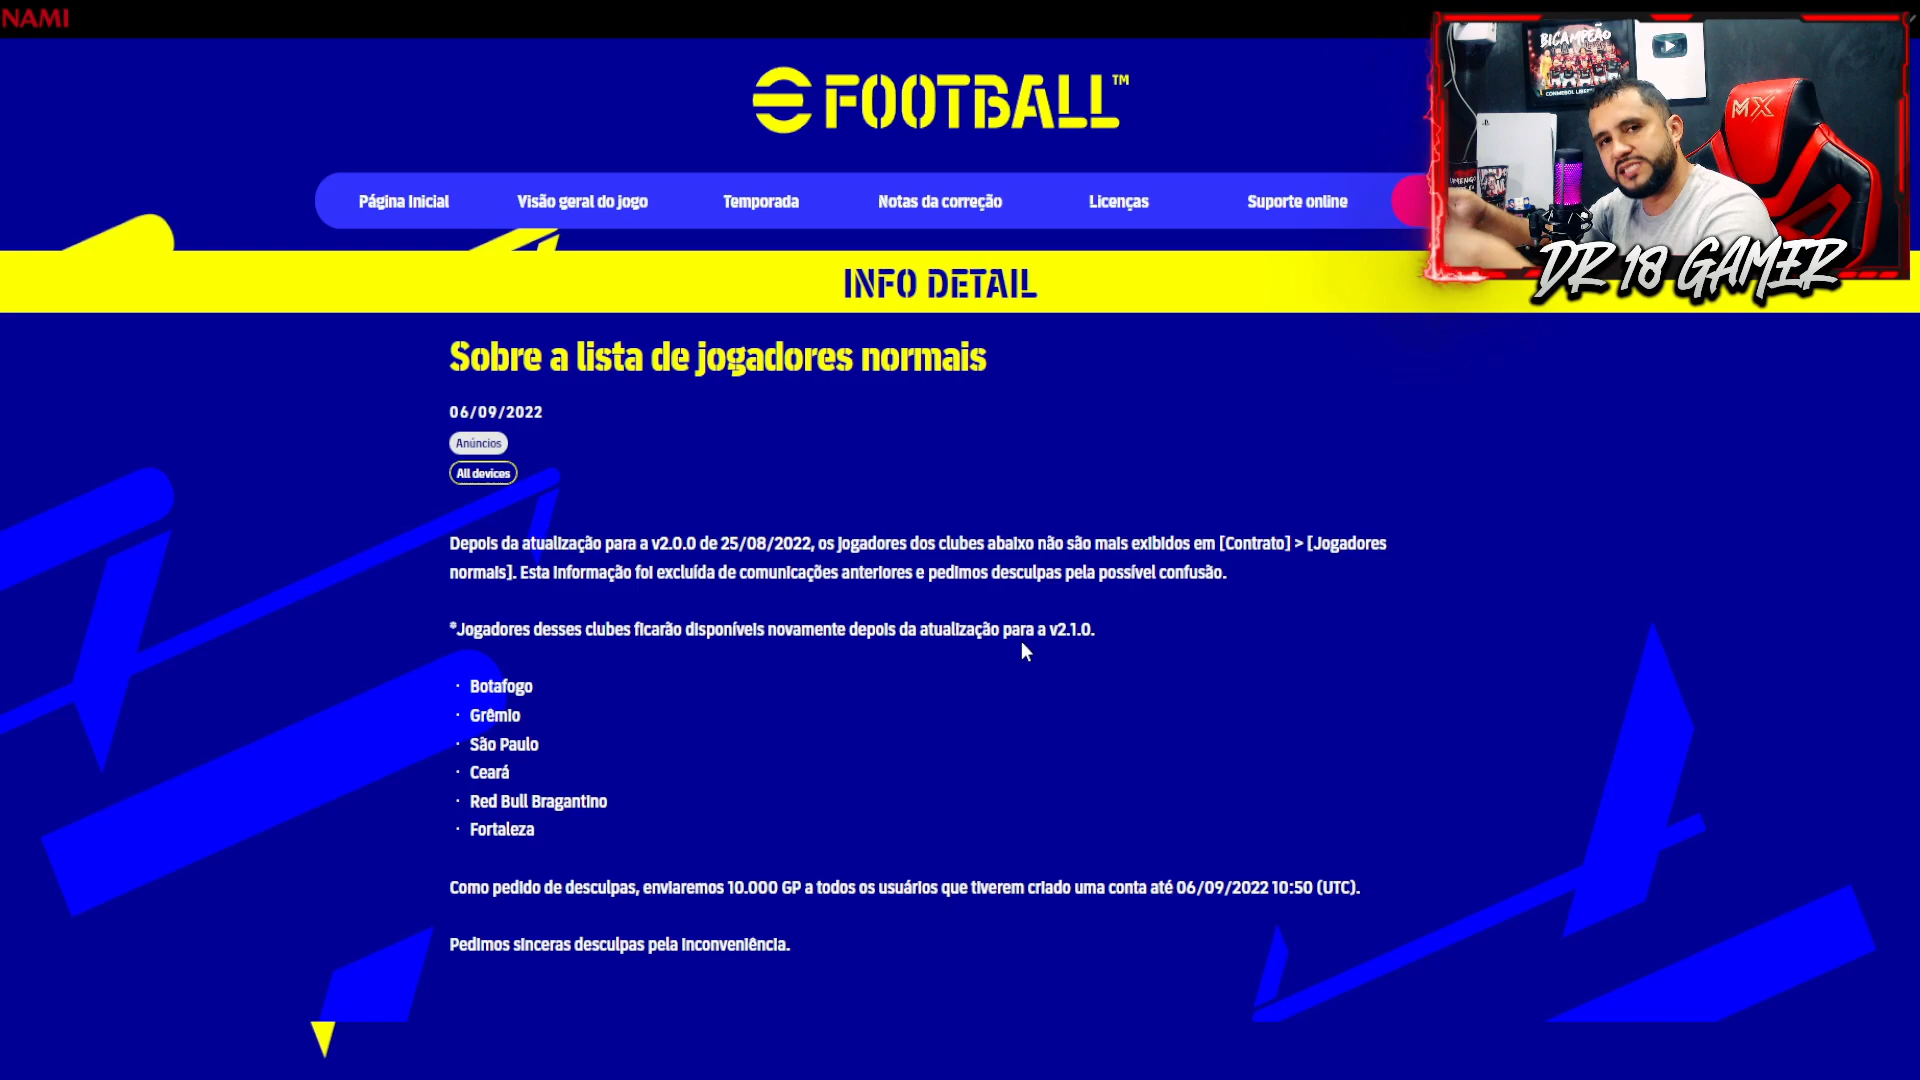 NAMI
FOOTBALL™
Página Inicial
Visão geral do jogo
Temporada
Notas da correção
Licenças
Suporte online
INFO DETAIL
Sobre a lista de jogadores normais
06/09/2022
Anúncios
All devices
Depois da atualização para a v2.0.0 de 25/08/2022, os jogadores dos clubes abaixo não são mais exibidos em [Contrato] > [Jogadores
normais]. Esta informação foi excluída de comunicações anteriores e pedimos desculpas pela possível confusão.
*Jogadores desses clubes ficarão disponíveis novamente depois da atualização para a v2.1.0.
· Botafogo
· Grêmio
· São Paulo
· Ceará
· Red Bull Bragantino
· Fortaleza
Como pedido de desculpas, enviaremos 10.000 GP a todos os usuários que tiverem criado uma conta até 06/09/2022 10:50 (UTC).
Pedimos sinceras desculpas pela inconveniência.
BICAMPEÃO
MX
DR 18 GAMER